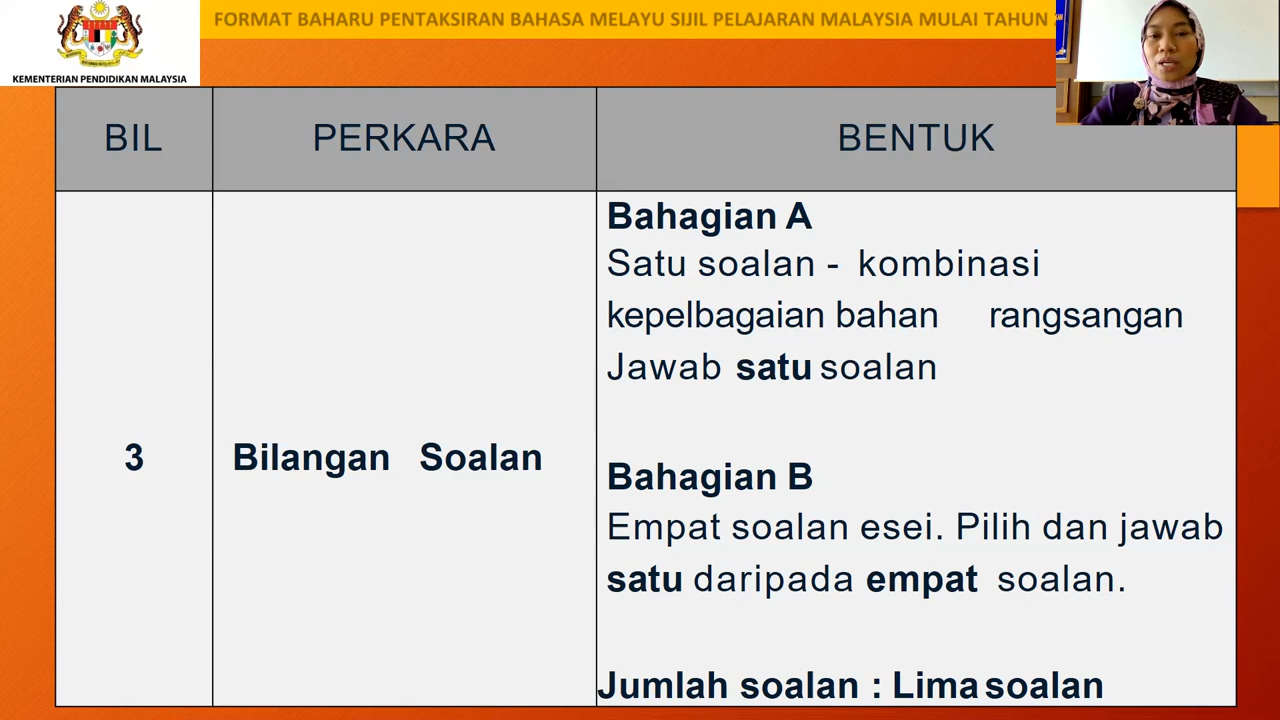 KEMENTERIAN PENDIDIKAN MALAYSIA
FORMAT BAHARU PENTAKSIRAN BAHASA MELAYU SIJIL PELAJARAN MALAYSIA MULAI TAHUN
BIL PERKARA BENTUK
Bahagian A
Satu soalan - kombinasi
kepelbagaian bahan rangsangan
Jawab satu soalan
3 Bilangan Soalan
Bahagian B
Empat soalan esei. Pilih dan jawab
satu daripada empat soalan.
Jumlah soalan : Lima soalan